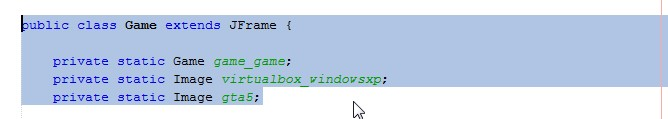 public class Game extends JFrame {
private static Game game_game;
private static Image virtualbox_windowsxp;
private static Image gta5;